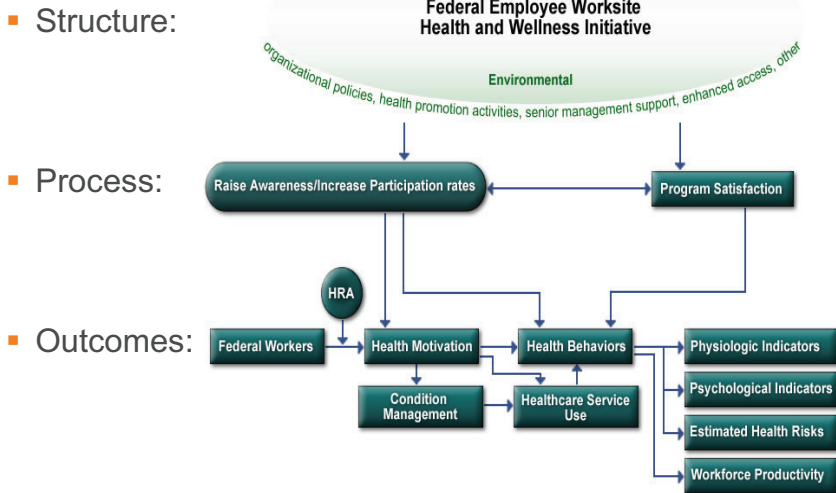 Federal Employee Worksite
Health and Wellness Initiative
Structure:
Environmental
organizational policies, health promotion activities, senior management support, enhanced access, other
Process:
Raise Awareness/Increase Participation rates
Program Satisfaction
HRA
Outcomes:
Federal Workers
Health Motivation
Health Behaviors
Physiologic Indicators
Condition
Management
Healthcare Service
Use
Psychological Indicators
Estimated Health Risks
Workforce Productivity